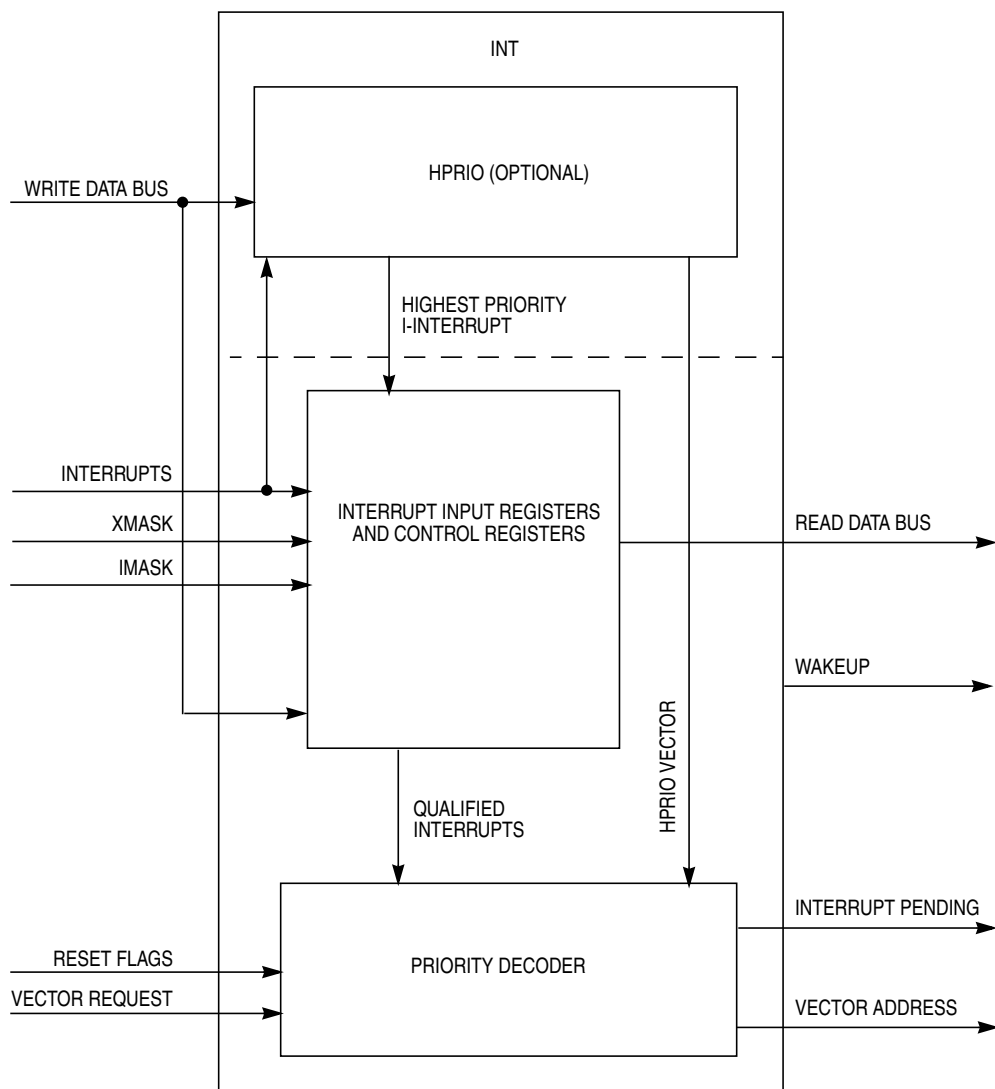 INT
HPRIO (OPTIONAL)
WRITE DATA BUS
HIGHEST PRIORITY
I-INTERRUPT
INTERRUPTS
XMASK
IMASK
INTERRUPT INPUT REGISTERS
AND CONTROL REGISTERS
READ DATA BUS
WAKEUP
HPRIO VECTOR
QUALIFIED
INTERRUPTS
INTERRUPT PENDING
RESET FLAGS
PRIORITY DECODER
VECTOR REQUEST
VECTOR ADDRESS